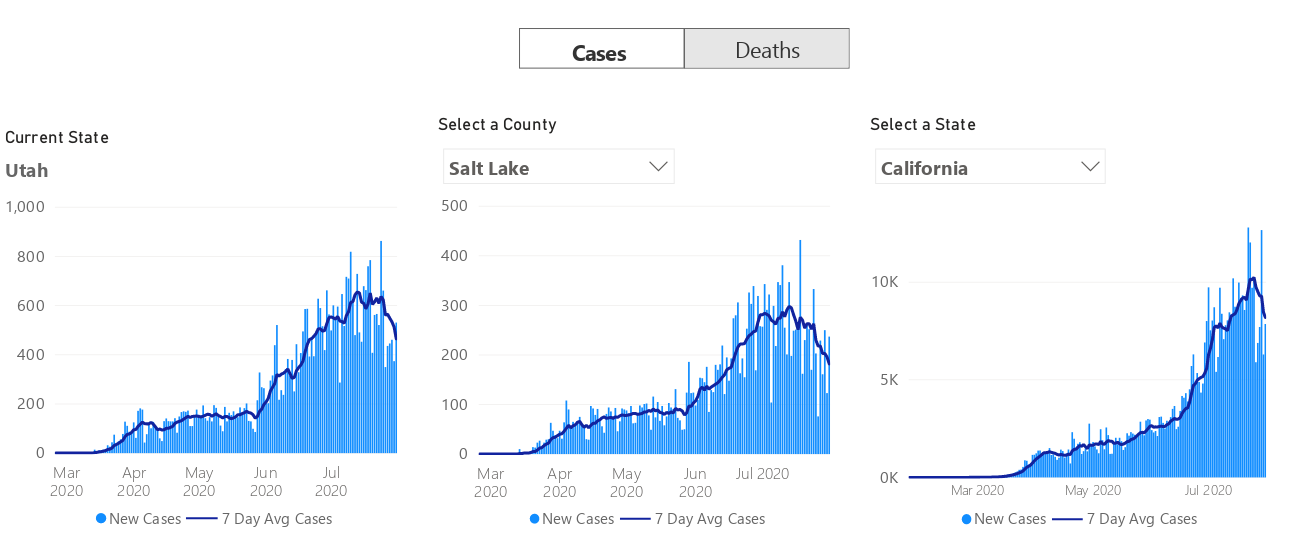 Cases
Deaths
Current State
Utah
1,000
800
600
400
200
0
Mar
2020
Apr
2020
May
2020
Jun
2020
Jul
2020
New Cases
7 Day Avg Cases
Select a County
Salt Lake
500
400
300
200
100
0
Mar
2020
Apr
2020
May
2020
Jun
2020
Jul 2020
New Cases
7 Day Avg Cases
Select a State
California
10K
5K
0K
Mar 2020
May 2020
Jul 2020
New Cases
7 Day Avg Cases